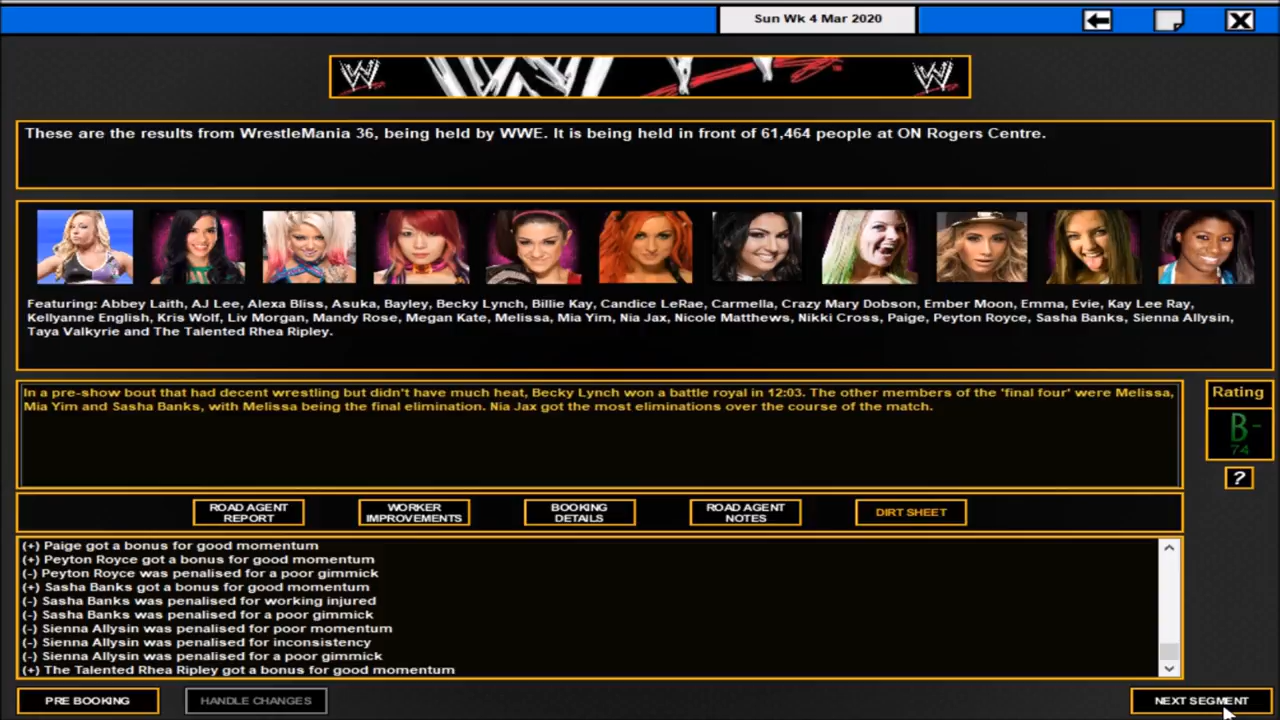 Sun Wk 4 Mar 2020
These are the results from WrestleMania 36, being held by WWE. It is being held in front of 61,464 people at ON Rogers Centre.
Featuring: Abbey Laith, AJ Lee, Alexa Bliss, Asuka, Bayley, Becky Lynch, Billie Kay, Candice LeRae, Carmella, Crazy Mary Dobson, Ember Moon, Emma, Evie, Kay Lee Ray,
Kellyanne English, Kris Wolf, Liv Morgan, Mandy Rose, Megan Kate, Melissa, Mia Yim, Nia Jax, Nicole Matthews, Nikki Cross, Paige, Peyton Royce, Sasha Banks, Sienna Allysin,
Taya Valkyrie and The Talented Rhea Ripley.
In a pre-show bout that had decent wrestling but didn't have much heat, Becky Lynch won a battle royal in 12:03. The other members of the 'final four' were Melissa,
Mia Yim and Sasha Banks, with Melissa being the final elimination. Nia Jax got the most eliminations over the course of the match.
Rating
B-
74
?
ROAD AGENT
REPORT
WORKER
IMPROVEMENTS
BOOKING
DETAILS
ROAD AGENT
NOTES
DIRT SHEET
(+) Paige got a bonus for good momentum
(+) Peyton Royce got a bonus for good momentum
(-) Peyton Royce was penalised for a poor gimmick
(+) Sasha Banks got a bonus for good momentum
(-) Sasha Banks was penalised for working injured
(-) Sasha Banks was penalised for a poor gimmick
(-) Sienna Allysin was penalised for poor momentum
(-) Sienna Allysin was penalised for inconsistency
(-) Sienna Allysin was penalised for a poor gimmick
(+) The Talented Rhea Ripley got a bonus for good momentum
PRE BOOKING
HANDLE CHANGES
NEXT SEGMENT